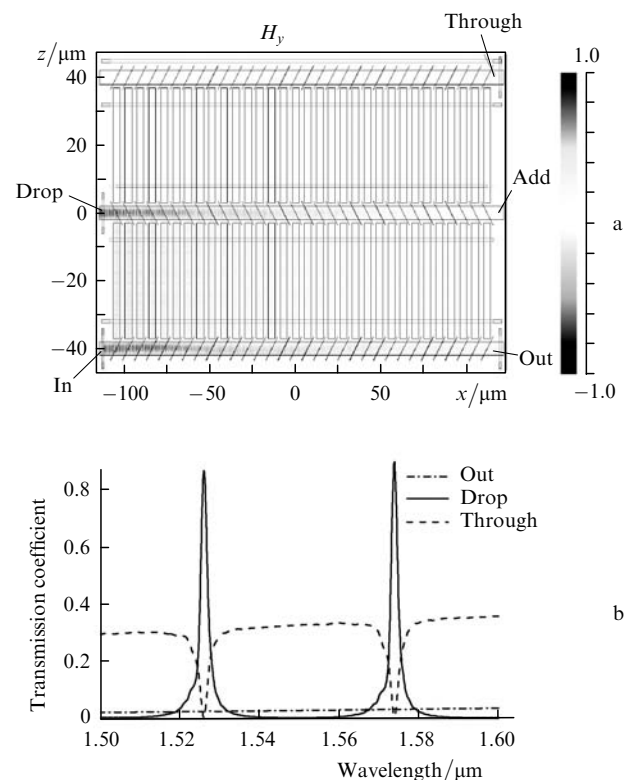 Hy
Through
z/μm
40
20
0
−20
−40
Drop
In
Add
Out
−100
−50
0
50
x/μm
1.0
−1.0
a
Transmission coefficient
0.8
0.6
0.4
0.2
0
Out
Drop
Through
b
1.50
1.52
1.54
1.56
1.58
1.60
Wavelength/μm